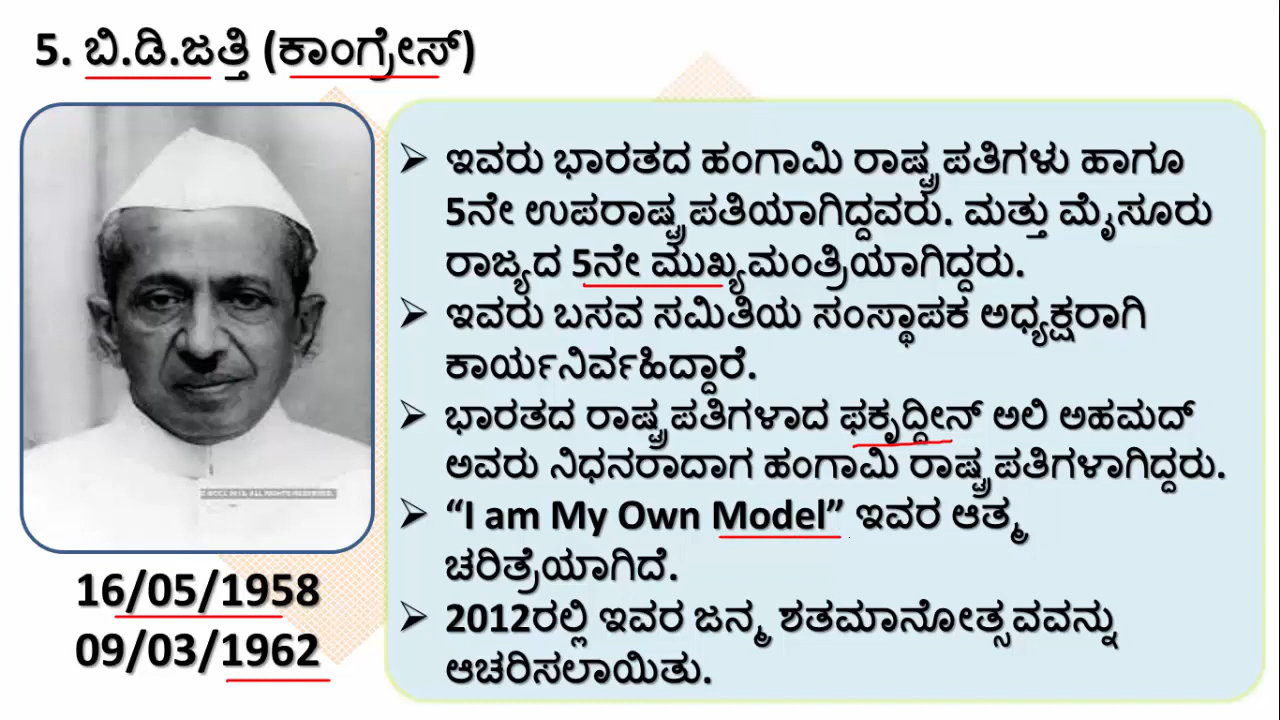 5. ಬಿ.ಡಿ.ಜತ್ತಿ (ಕಾಂಗ್ರೇಸ್)
ಇವರು ಭಾರತದ ಹಂಗಾಮಿ ರಾಷ್ಟ್ರಪತಿಗಳು ಹಾಗೂ
5ನೇ ಉಪರಾಷ್ಟ್ರಪತಿಯಾಗಿದ್ದವರು. ಮತ್ತು ಮೈಸೂರು
ರಾಜ್ಯದ 5ನೇ ಮುಖ್ಯಮಂತ್ರಿಯಾಗಿದ್ದರು.
ಇವರು ಬಸವ ಸಮಿತಿಯ ಸಂಸ್ಥಾಪಕ ಅಧ್ಯಕ್ಷರಾಗಿ
ಕಾರ್ಯನಿರ್ವಹಿದ್ದಾರೆ.
ಭಾರತದ ರಾಷ್ಟ್ರಪತಿಗಳಾದ ಫಕೃದ್ದೀನ್ ಅಲಿ ಅಹಮದ್
ಅವರು ನಿಧನರಾದಾಗ ಹಂಗಾಮಿ ರಾಷ್ಟ್ರಪತಿಗಳಾಗಿದ್ದರು.
“I am My Own Model” ಇವರ ಆತ್ಮ
ಚರಿತ್ರೆಯಾಗಿದೆ.
2012ರಲ್ಲಿ ಇವರ ಜನ್ಮ ಶತಮಾನೋತ್ಸವವನ್ನು
ಆಚರಿಸಲಾಯಿತು.
16/05/1958
09/03/1962